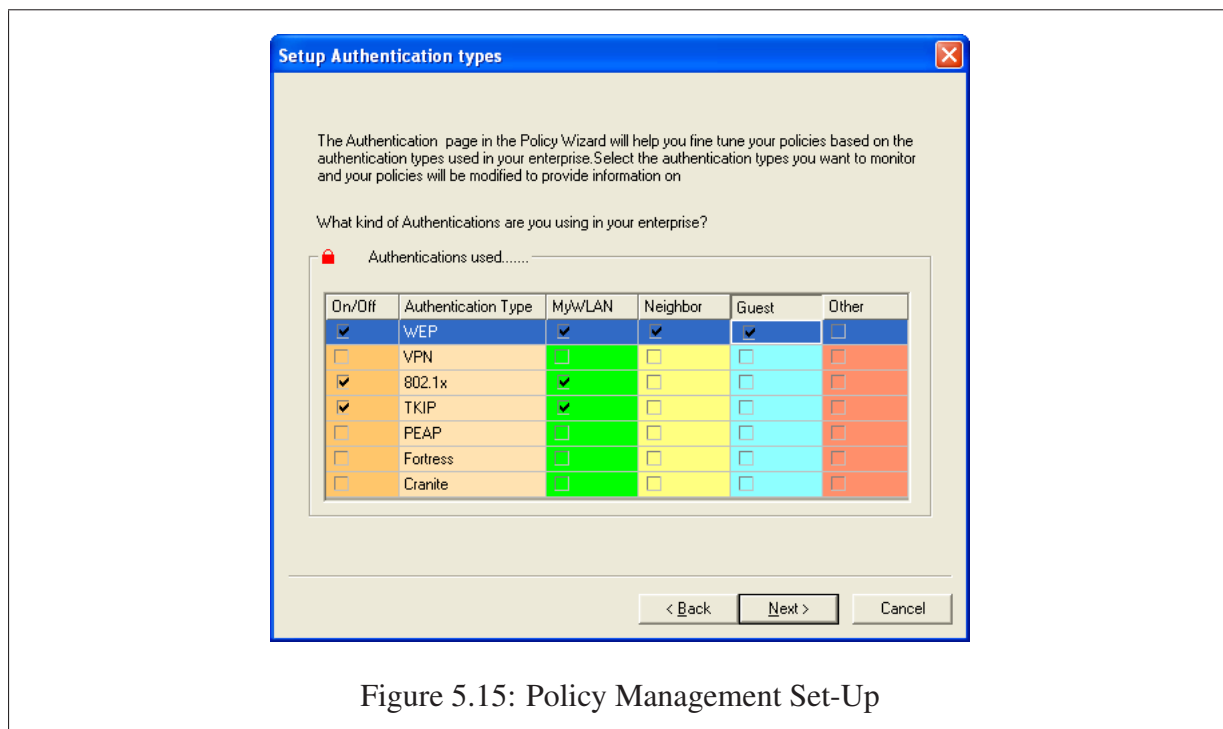 Setup Authentication types
The Authentication page in the Policy Wizard will help you fine tune your policies based on the
authentication types used in your enterprise.Select the authentication types you want to monitor
and your policies will be modified to provide information on
What kind of Authentications are you using in your enterprise?
Authentications used.......
On/Off Authentication Type MyWLAN Neighbor Guest Other
WEP
VPN
802.1x
TKIP
PEAP
Fortress
Cranite
< Back Next > Cancel
Figure 5.15: Policy Management Set-Up